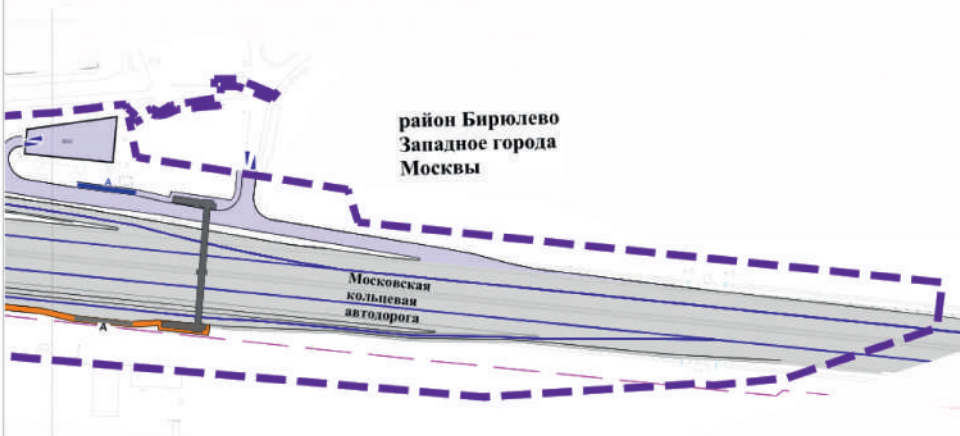 район Бирюлево
Западное города
Москвы
А
Московская
кольцевая
автодорога
А